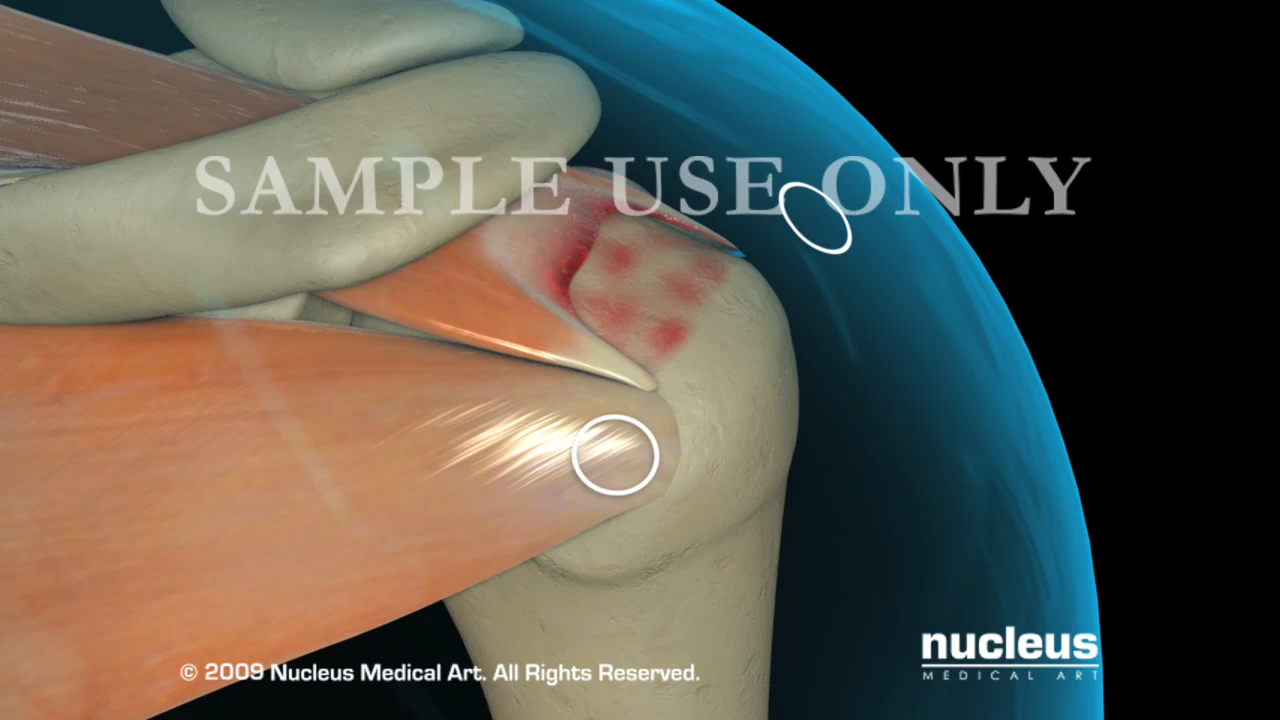 SAMPLE USE ONLY
nucleus
MEDICAL ART
© 2009 Nucleus Medical Art. All Rights Reserved.